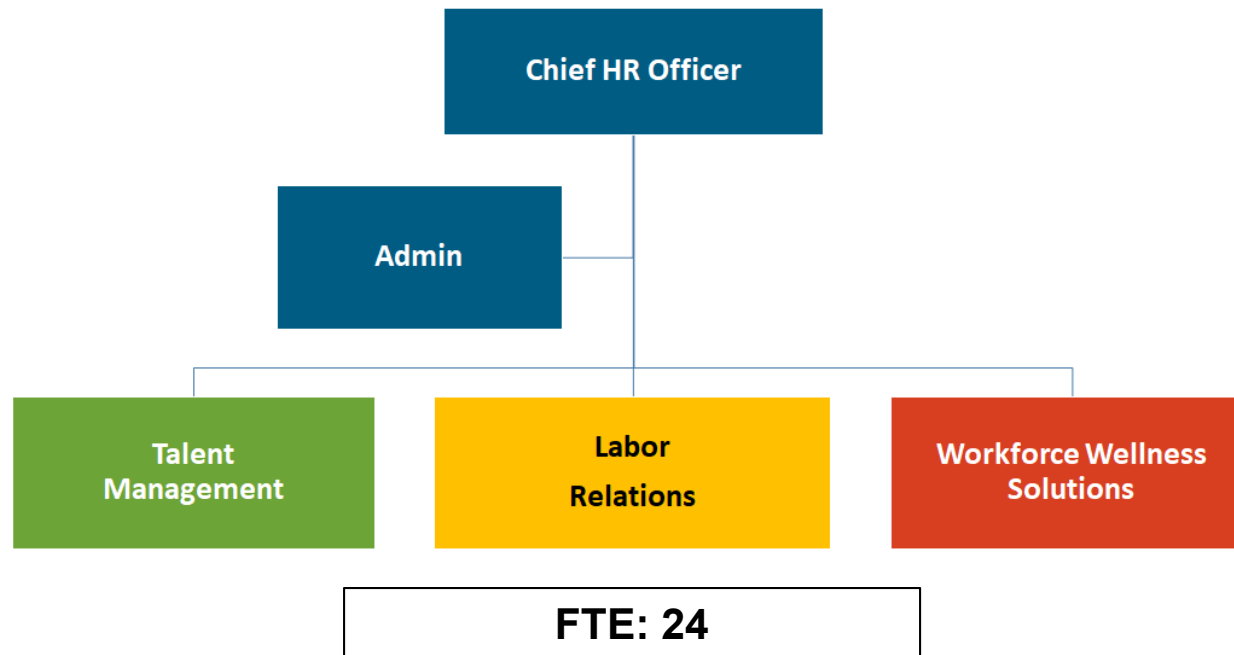 Chief HR Officer
Admin
Talent
Management
Labor
Relations
Workforce Wellness
Solutions
FTE: 24